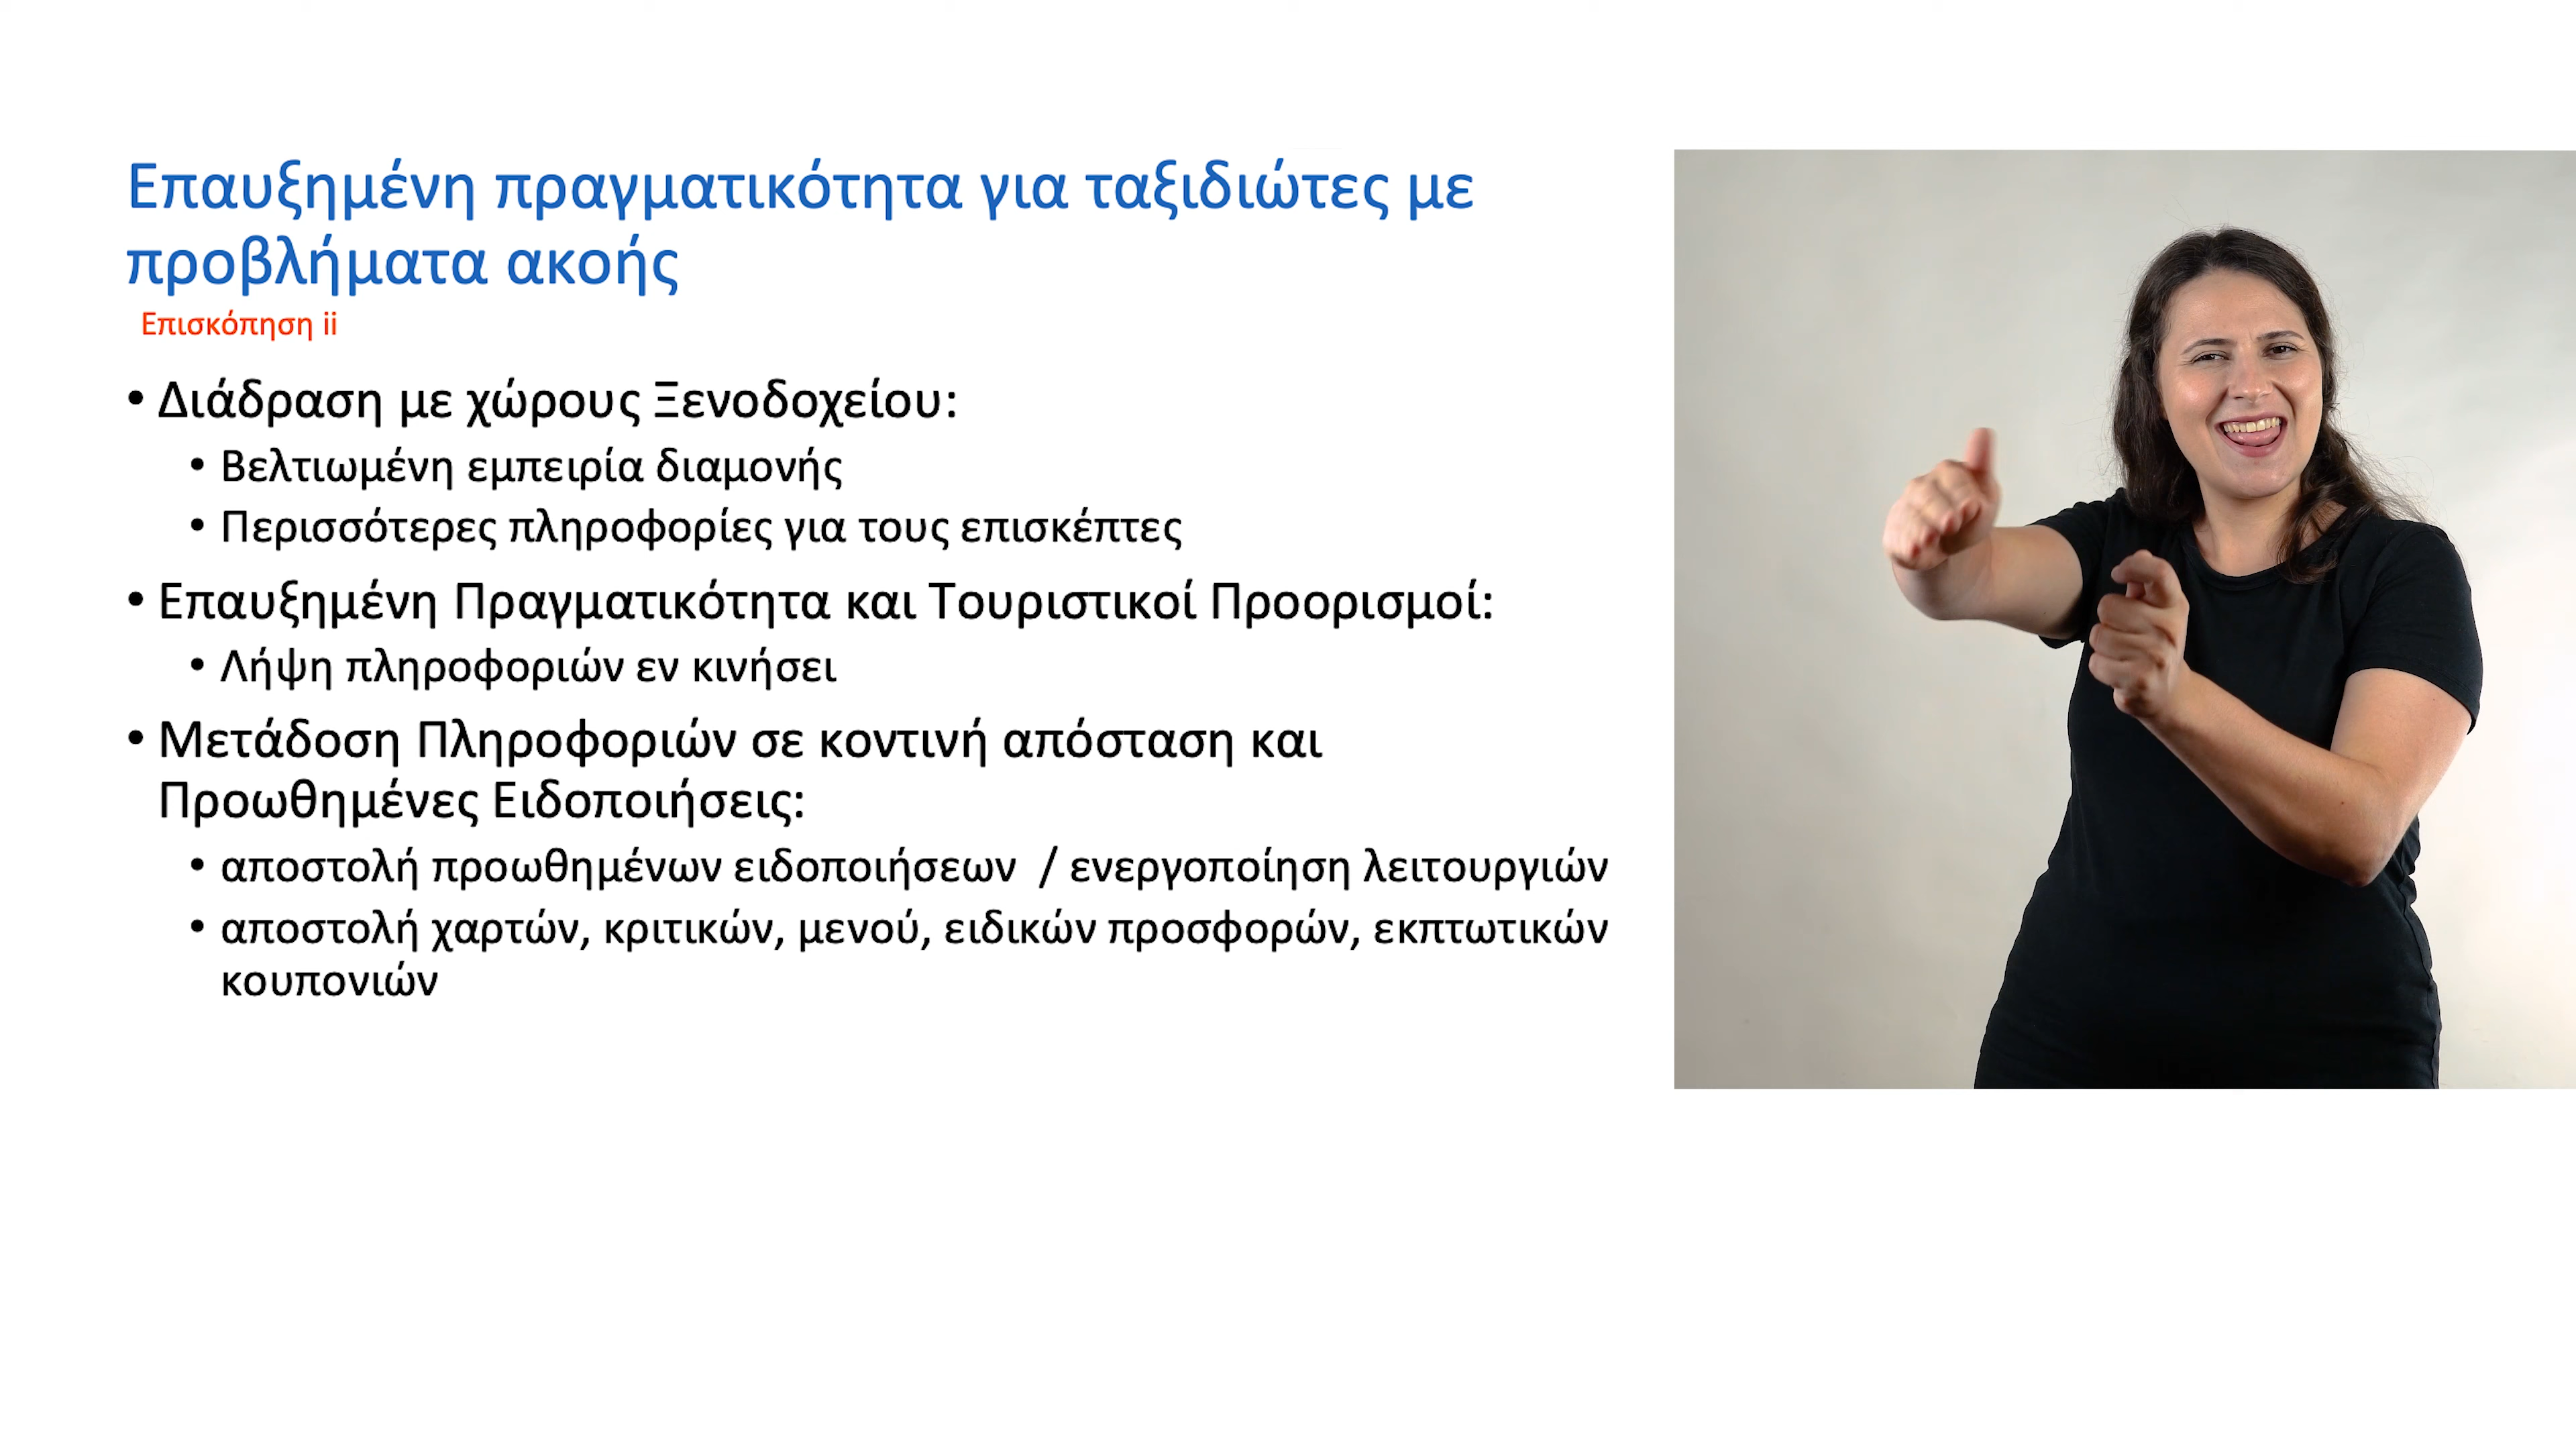 Επαυξημένη πραγματικότητα για ταξιδιώτες με
προβλήματα ακοής
Επισκόπηση ii
• Διάδραση με χώρους Ξενοδοχείου:
• Βελτιωμένη εμπειρία διαμονής
• Περισσότερες πληροφορίες για τους επισκέπτες
• Επαυξημένη Πραγματικότητα και Τουριστικοί Προορισμοί:
• Λήψη πληροφοριών εν κινήσει
• Μετάδοση Πληροφοριών σε κοντινή απόσταση και
Προωθημένες Ειδοποιήσεις:
• αποστολή προωθημένων ειδοποιήσεων / ενεργοποίηση λειτουργιών
• αποστολή χαρτών, κριτικών, μενού, ειδικών προσφορών, εκπτωτικών
κουπονιών